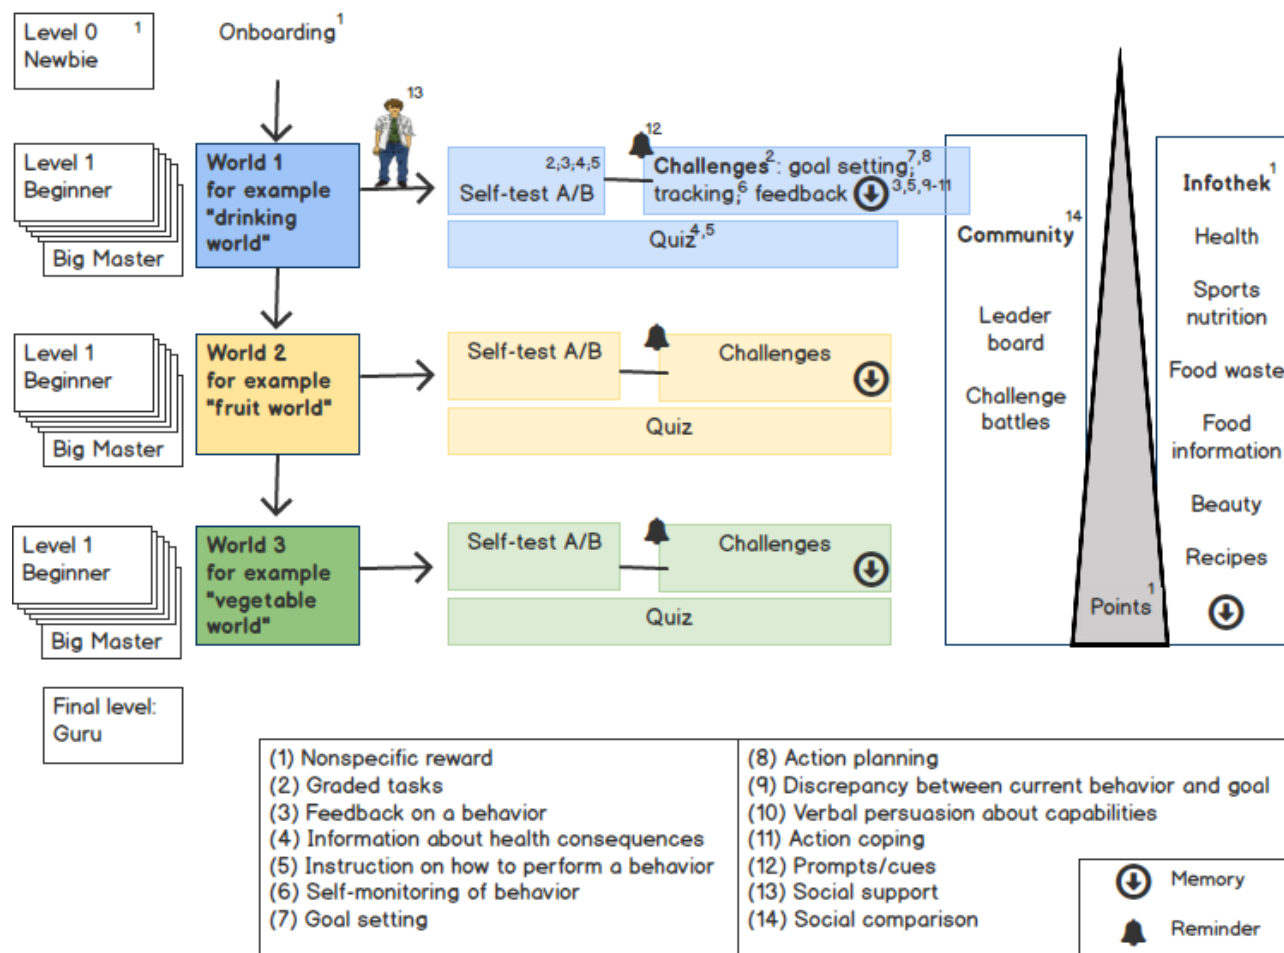 Level 0 1
Newbie
Onboarding1
13
Level 1
Beginner
Big Master
World 1
for example
"drinking
world"
2,3,4,5
Self-test A/B
12
Challenges2: goal setting;7,8
tracking;6 feedback 3,5,9-11
Quiz4,5
14
Community
Leader
board
Challenge
battles
Points1
Infothek1
Health
Sports
nutrition
Food waste
Food
information
Beauty
Recipes
Level 1
Beginner
Big Master
World 2
for example
"fruit world"
Self-test A/B
Challenges
Quiz
Level 1
Beginner
Big Master
World 3
for example
"vegetable
world"
Self-test A/B
Challenges
Quiz
Final level:
Guru
(1) Nonspecific reward
(2) Graded tasks
(3) Feedback on a behavior
(4) Information about health consequences
(5) Instruction on how to perform a behavior
(6) Self-monitoring of behavior
(7) Goal setting
(8) Action planning
(9) Discrepancy between current behavior and goal
(10) Verbal persuasion about capabilities
(11) Action coping
(12) Prompts/cues
(13) Social support
(14) Social comparison
Memory
Reminder